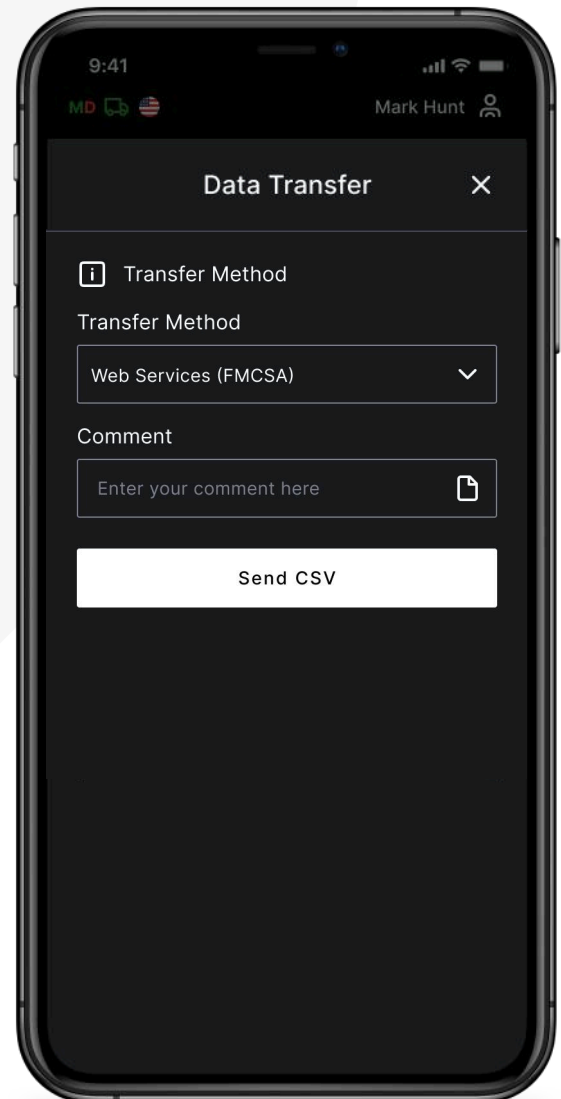 9:41
MD Mark Hunt
Data Transfer
Transfer Method
Transfer Method
Web Services (FMCSA)
Comment
Enter your comment here
Send CSV